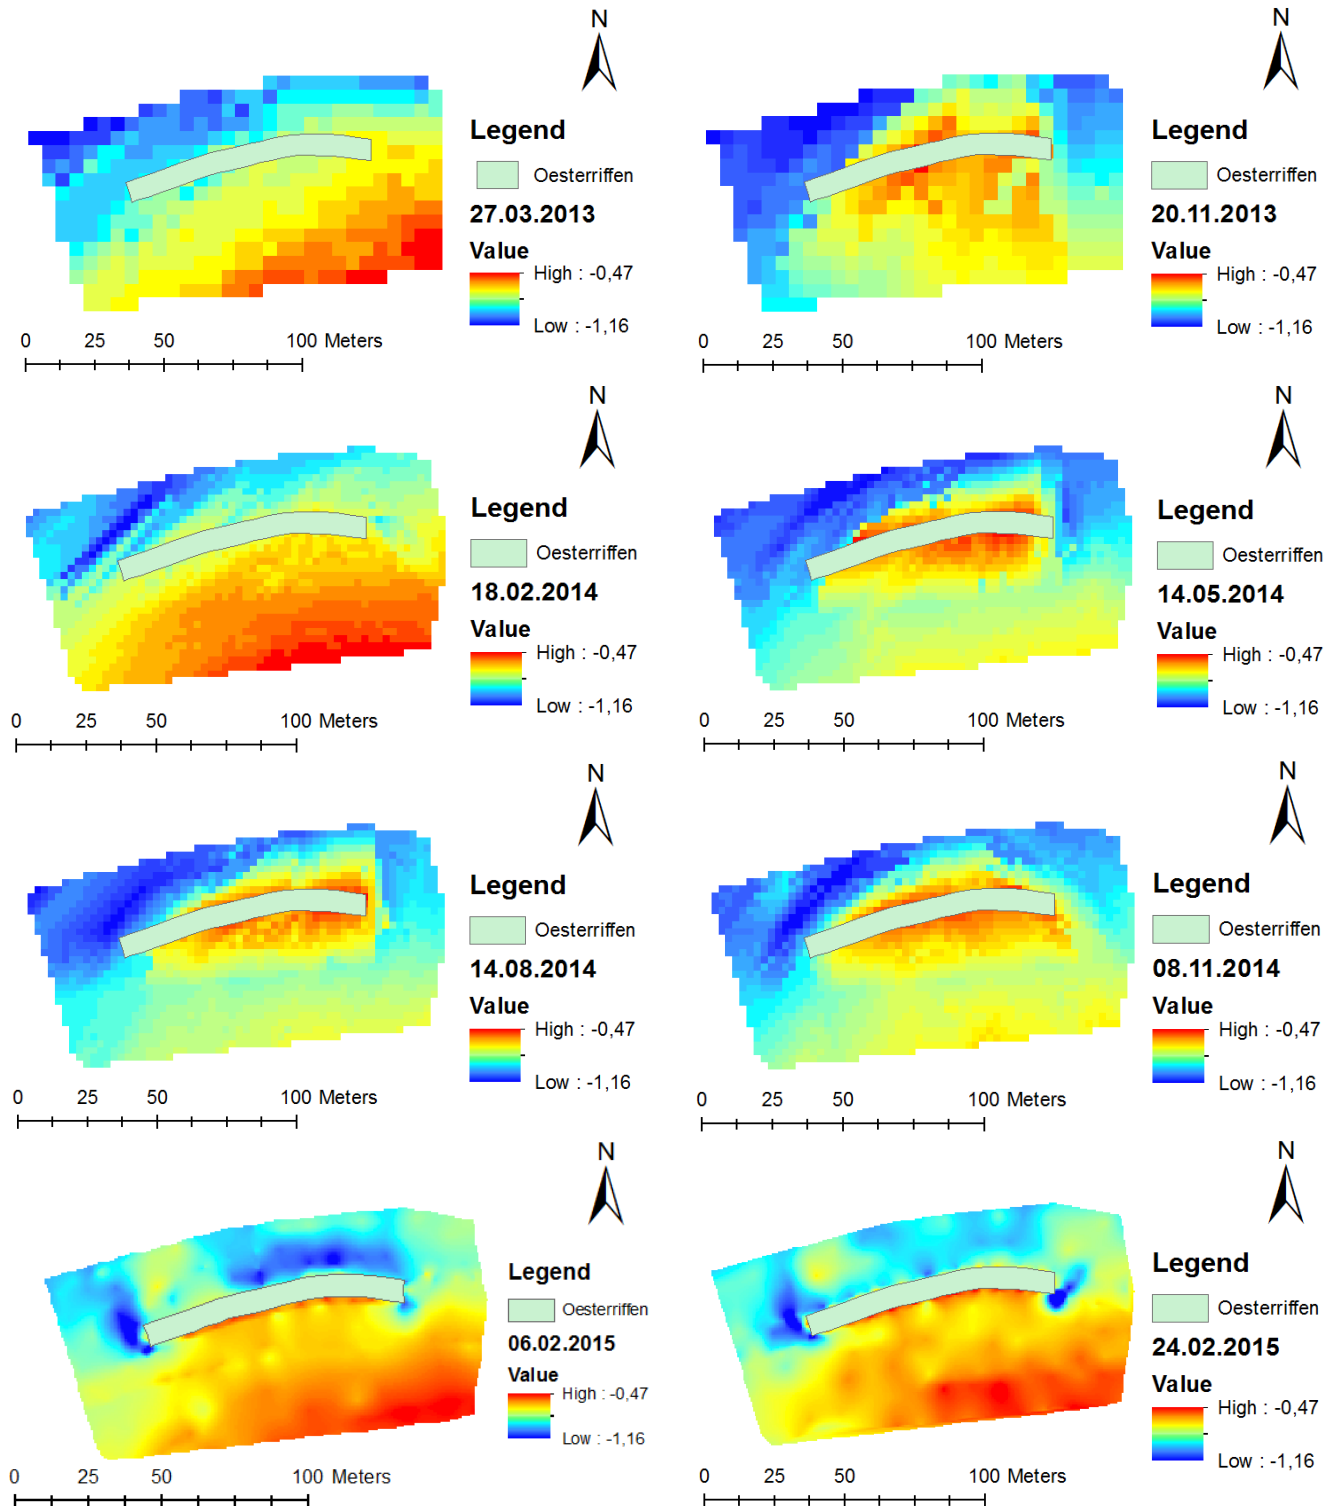 N
Legend
Oesterriffen
27.03.2013
Value
High : -0,47
Low : -1,16
0 25 50 100 Meters
N
Legend
Oesterriffen
20.11.2013
Value
High : -0,47
Low : -1,16
0 25 50 100 Meters
N
Legend
Oesterriffen
18.02.2014
Value
High : -0,47
Low : -1,16
0 50 100 Meters
N
Legend
Oesterriffen
14.05.2014
Value
High : -0,47
Low : -1,16
0 25 50 100 Meters
N
Legend
Oesterriffen
14.08.2014
Value
High : -0,47
Low : -1,16
0 50 100 Meters
N
Legend
Oesterriffen
08.11.2014
Value
High : -0,47
Low : -1,16
0 25 50 100 Meters
N
Legend
Oesterriffen
06.02.2015
Value
High : -0,47
Low : -1,16
0 25 50 100 Meters
N
Legend
Oesterriffen
24.02.2015
Value
High : -0,47
Low : -1,16
0 25 50 100 Meters